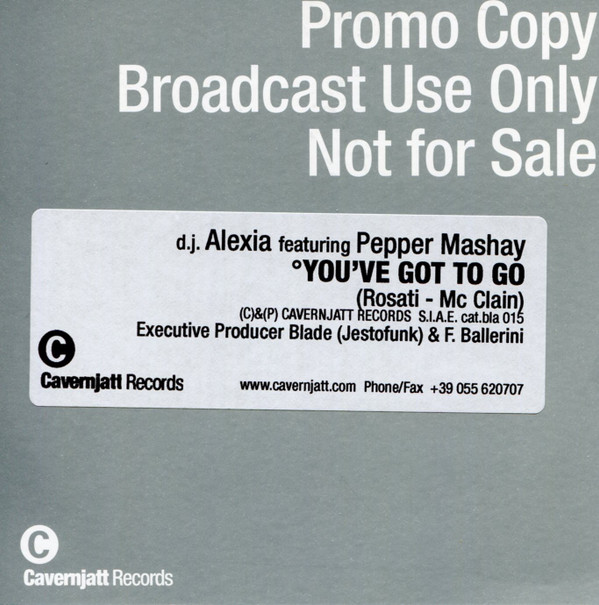 Promo Copy
Broadcast Use Only
Not for Sale
d.j. Alexia featuring Pepper Mashay
°YOU'VE GOT TO GO
(Rosati - Mc Clain)
(C)&(P) CAVERNJATT RECORDS S.I.A.E. cat.bla 015
Executive Producer Blade (Jestofunk) & F. Ballerini
C
Cavernjatt Records
www.cavernjatt.com Phone/Fax +39 055 620707
C
Cavernjatt Records